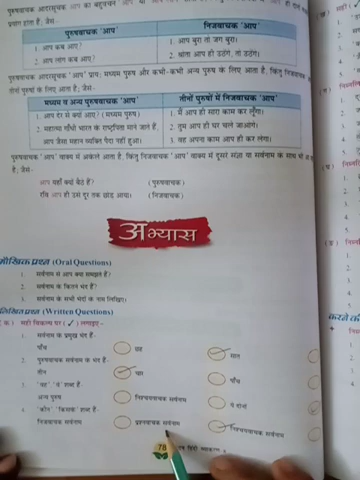 पुरुषवाचक 'आप'
निजवाचक 'आप'
1. आप कब आए?
1. आप बुरा तो जग बुरा।
2. आप लोग कब आए?
2. श्रोता आप ही उठेंगे, ना उठेंगे।
पुरुषवाचक आदरसूचक 'आप' प्रायः मध्यम पुरुष और कभी-कभी अन्य पुरुष के लिए आता है, किंतु निजवाचक
तीनों पुरुषों के लिए आता है; जैसे-
मध्यम व अन्य पुरुषवाचक 'आप'
तीनों पुरुषों में निजवाचक 'आप'
1. आप देर से क्यों आए? (मध्यम पुरुष)
1. मैं आप ही सारा काम कर लूँगा।
2. महात्मा गाँधी भारत के राष्ट्रपिता माने जाते हैं,
2. तुम आप ही घर चले जाओगे।
आप जैसा महान व्यक्ति पैदा नहीं हुआ।
3. वह अपना काम आप ही कर लेगा।
पुरुषवाचक 'आप' वाक्य में अकेले आता है, किंतु निजवाचक 'आप' वाक्य में दूसरे संज्ञा या सर्वनाम के साथ
है; जैसे-
आप यहाँ क्यों बैठे हैं? (पुरुषवाचक)
रवि आप ही उसे दूर तक छोड़ आया। (निजवाचक)
अभ्यास
मौखिक प्रश्न (Oral Questions)
1. सर्वनाम से आप क्या समझते हैं?
2. सर्वनाम के कितने भेद हैं?
3. सर्वनाम के सभी भेदों के नाम लिखिए।
लिखित प्रश्न (Written Questions)
(क) सही विकल्प पर (✓) लगाइए-
1. सर्वनाम के प्रमुख भेद हैं-
पाँच
छह
सात
2. पुरुषवाचक सर्वनाम के भेद हैं-
तीन
चार
पाँच
3. 'यह' 'वे' शब्द हैं-
अन्य पुरुष
निश्चयवाचक सर्वनाम
ये दोनों
4. 'कौन' 'किसका' शब्द हैं-
निजवाचक सर्वनाम
प्रश्नवाचक सर्वनाम
निश्चयवाचक सर्वनाम
78